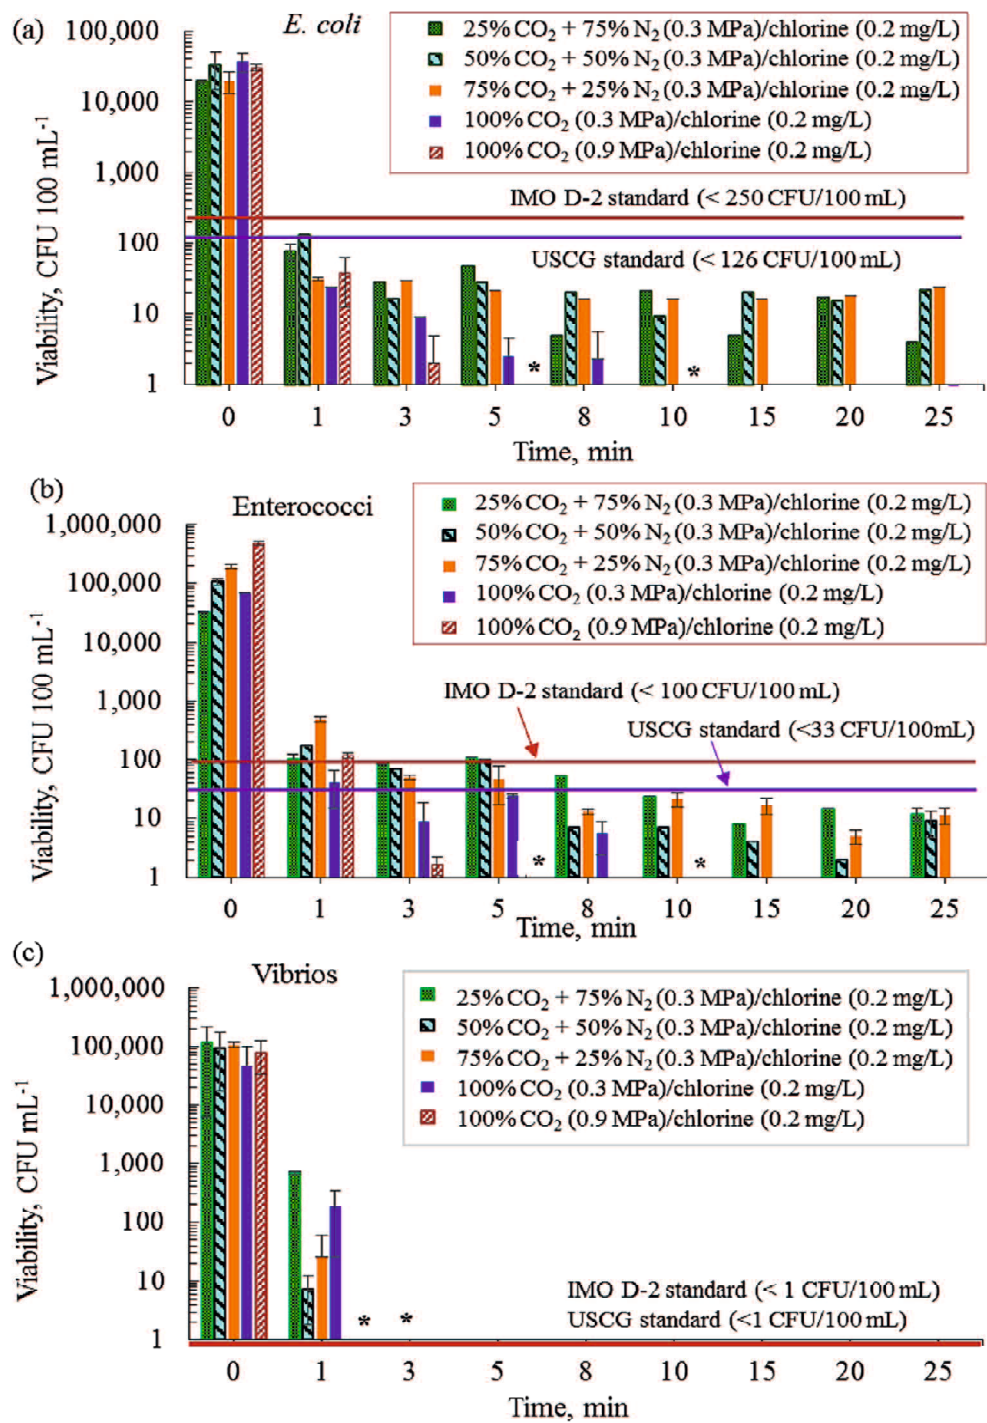 (a)
E. coli
100,000
10,000
1,000
100
10
1
Viability, CFU 100 mL-1
25% CO2 + 75% N2 (0.3 MPa)/chlorine (0.2 mg/L)
50% CO2 + 50% N2 (0.3 MPa)/chlorine (0.2 mg/L)
75% CO2 + 25% N2 (0.3 MPa)/chlorine (0.2 mg/L)
100% CO2 (0.3 MPa)/chlorine (0.2 mg/L)
100% CO2 (0.9 MPa)/chlorine (0.2 mg/L)
IMO D-2 standard (< 250 CFU/100 mL)
USCG standard (< 126 CFU/100 mL)
* *
0 1 3 5 8 10 15 20 25
Time, min
(b)
Enterococci
1,000,000
100,000
10,000
1,000
100
10
1
Viability, CFU 100 mL-1
25% CO2 + 75% N2 (0.3 MPa)/chlorine (0.2 mg/L)
50% CO2 + 50% N2 (0.3 MPa)/chlorine (0.2 mg/L)
75% CO2 + 25% N2 (0.3 MPa)/chlorine (0.2 mg/L)
100% CO2 (0.3 MPa)/chlorine (0.2 mg/L)
100% CO2 (0.9 MPa)/chlorine (0.2 mg/L)
IMO D-2 standard (< 100 CFU/100 mL)
USCG standard (<33 CFU/100mL)
* *
0 1 3 5 8 10 15 20 25
Time, min
(c)
Vibrios
1,000,000
100,000
10,000
1,000
100
10
1
Viability, CFU mL-1
25% CO2 + 75% N2 (0.3 MPa)/chlorine (0.2 mg/L)
50% CO2 + 50% N2 (0.3 MPa)/chlorine (0.2 mg/L)
75% CO2 + 25% N2 (0.3 MPa)/chlorine (0.2 mg/L)
100% CO2 (0.3 MPa)/chlorine (0.2 mg/L)
100% CO2 (0.9 MPa)/chlorine (0.2 mg/L)
IMO D-2 standard (< 1 CFU/100 mL)
USCG standard (<1 CFU/100 mL)
* *
0 1 3 5 8 10 15 20 25
Time, min